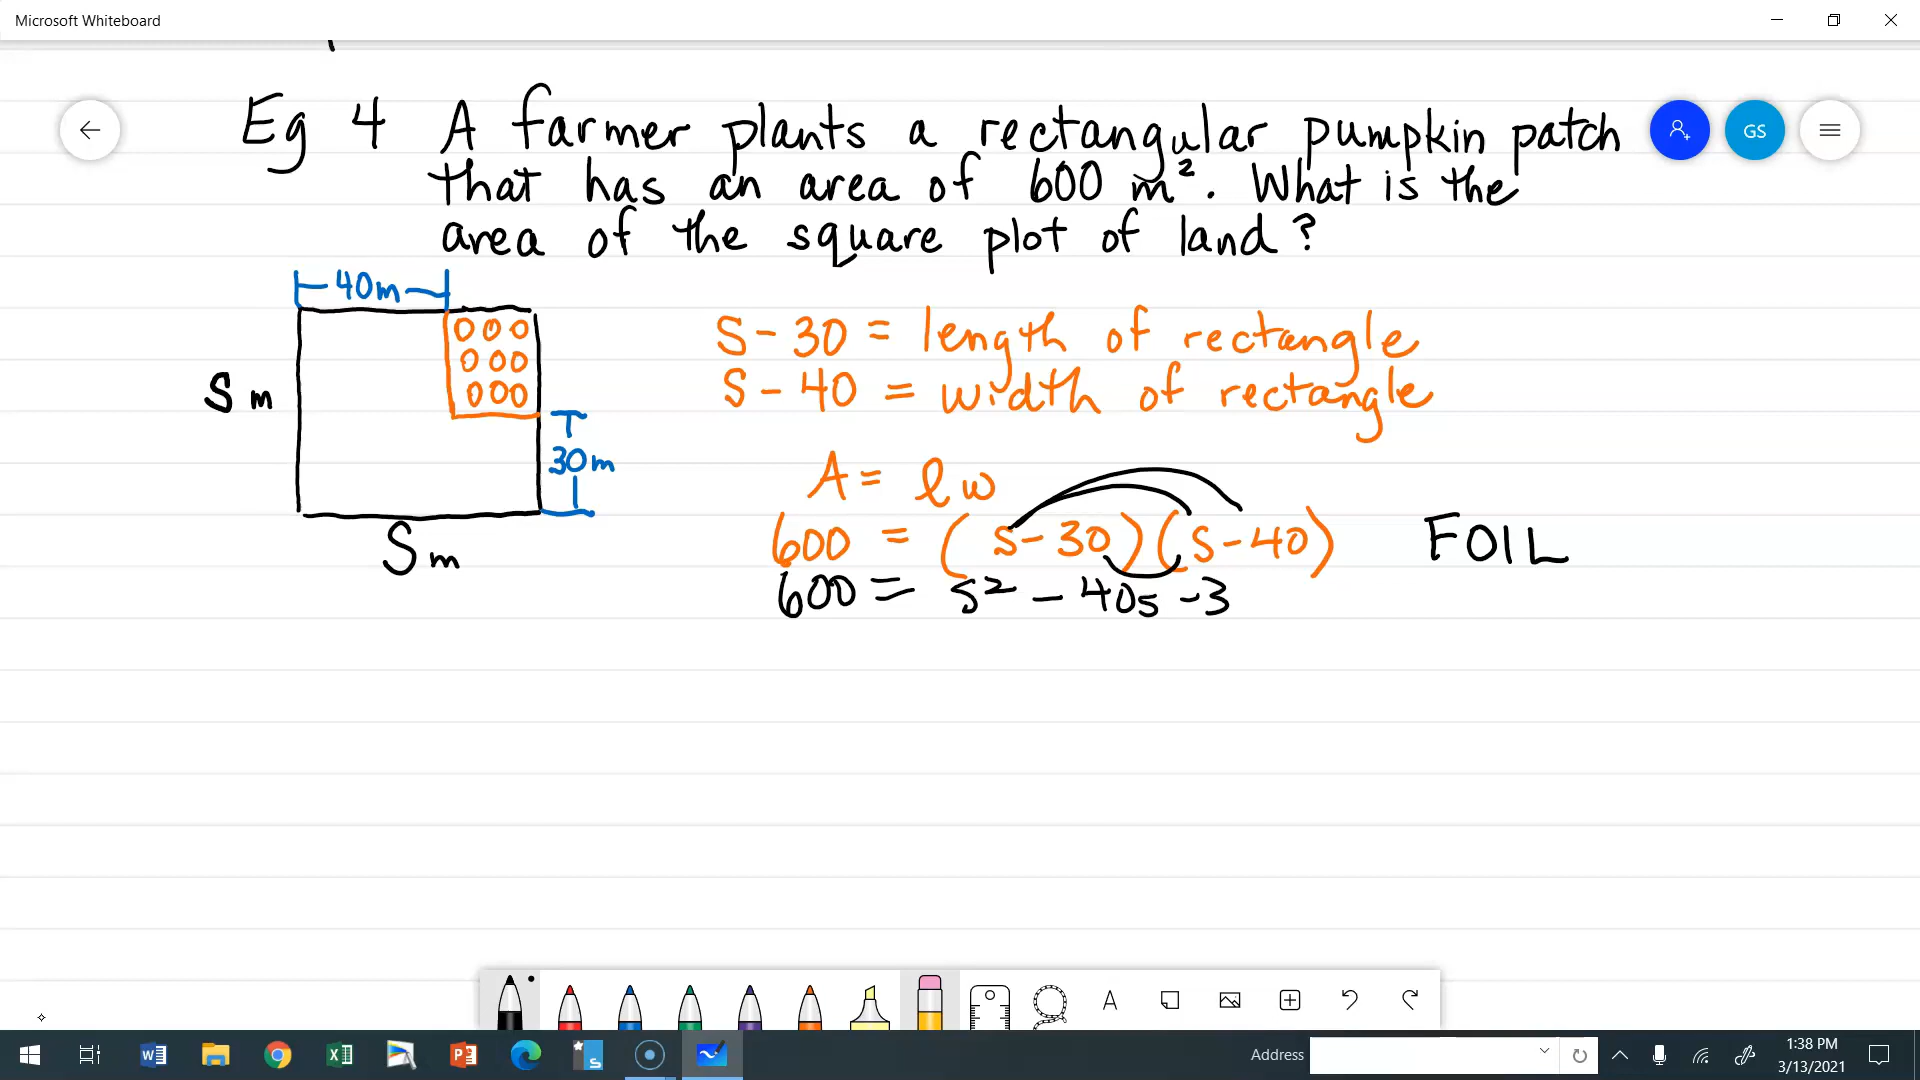 Microsoft Whiteboard
Eg 4 A farmer plants a rectangular pumpkin patch
that has an area of 600 m². What is the
area of the square plot of land?
GS
40m
S m
30m
S m
S - 30 = length of rectangle
S - 40 = width of rectangle
A = lw
600 = (s-30)(s-40)
FOIL
600 = s² - 40s - 3
Address
1:38 PM
3/13/2021